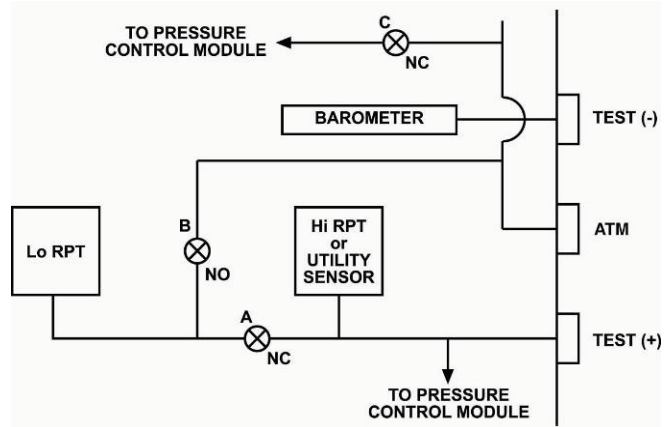 C
TO PRESSURE
CONTROL MODULE
NC
BAROMETER
TEST (-)
B
Lo RPT
NO
Hi RPT
or
UTILITY
SENSOR
ATM
A
NC
TEST (+)
TO PRESSURE
CONTROL MODULE